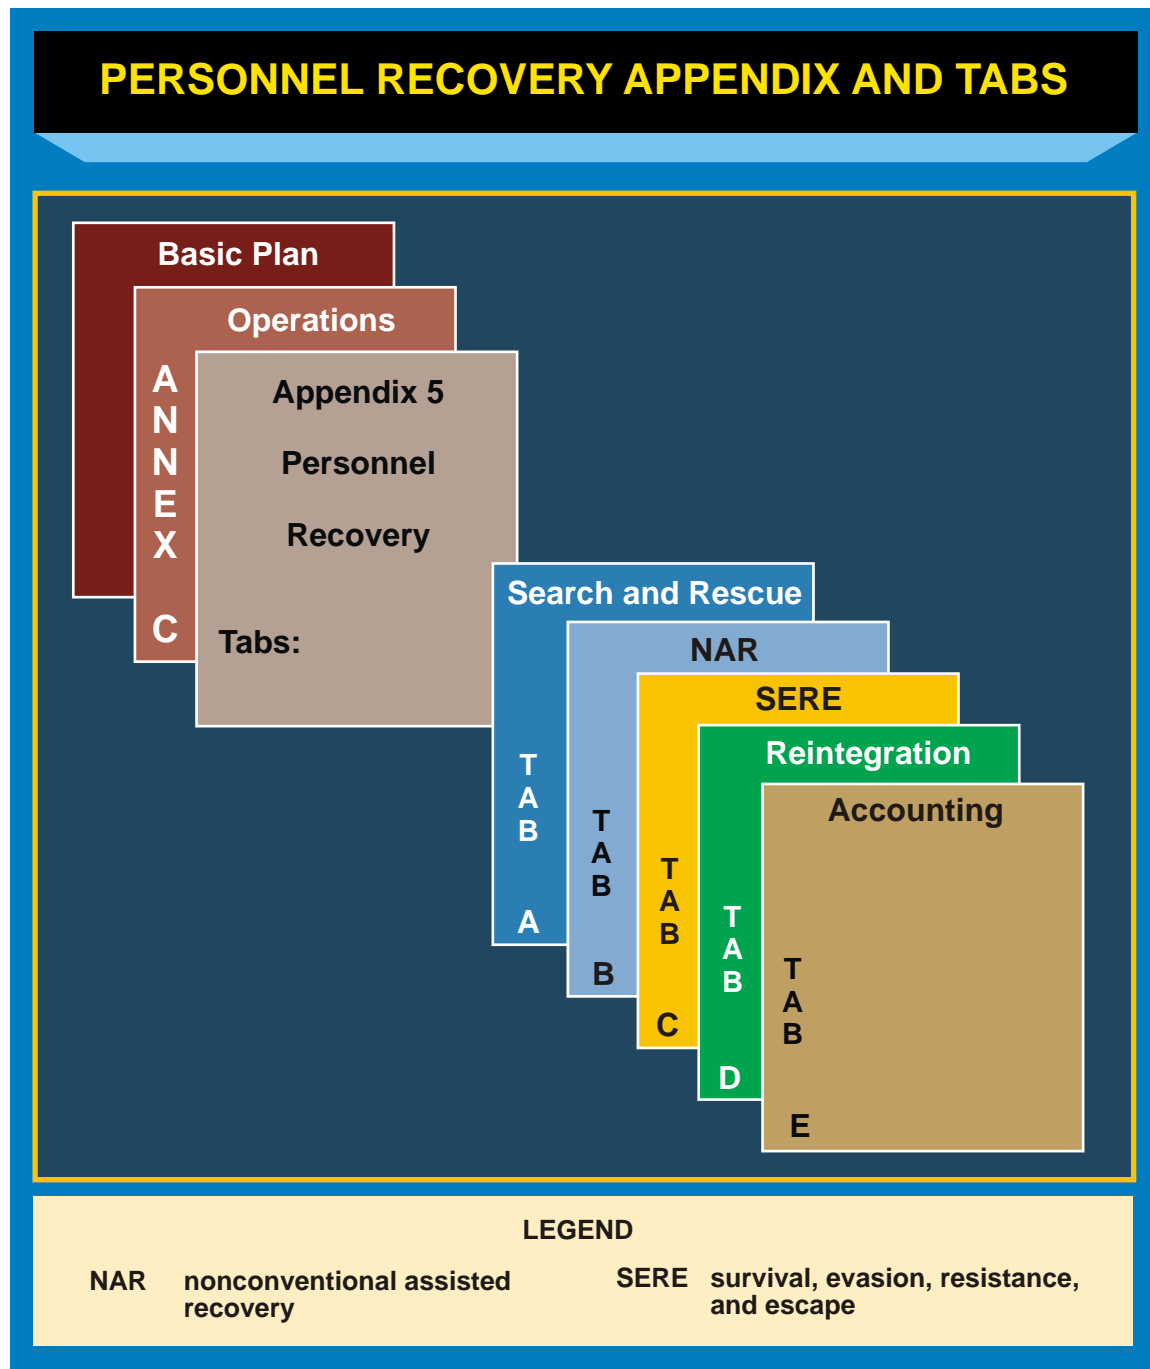 PERSONNEL RECOVERY APPENDIX AND TABS
Basic Plan
Operations
ANNEX C
Appendix 5
Personnel
Recovery
Tabs:
Search and Rescue
TAB A
NAR
TAB B
SERE
TAB C
Reintegration
TAB D
Accounting
TAB E
LEGEND
NAR nonconventional assisted
recovery
SERE survival, evasion, resistance,
and escape